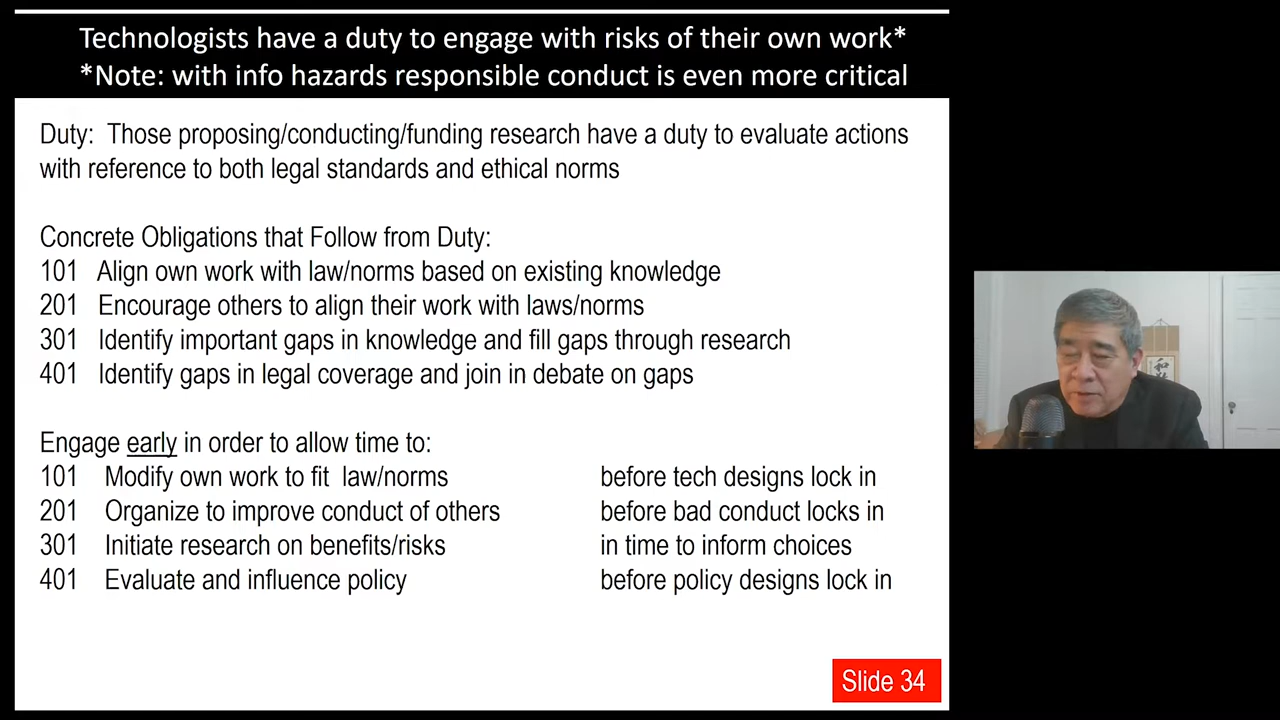 Technologists have a duty to engage with risks of their own work*
*Note: with info hazards responsible conduct is even more critical
Duty: Those proposing/conducting/funding research have a duty to evaluate actions
with reference to both legal standards and ethical norms
Concrete Obligations that Follow from Duty:
101 Align own work with law/norms based on existing knowledge
201 Encourage others to align their work with laws/norms
301 Identify important gaps in knowledge and fill gaps through research
401 Identify gaps in legal coverage and join in debate on gaps
Engage early in order to allow time to:
101 Modify own work to fit law/norms before tech designs lock in
201 Organize to improve conduct of others before bad conduct locks in
301 Initiate research on benefits/risks in time to inform choices
401 Evaluate and influence policy before policy designs lock in
Slide 34